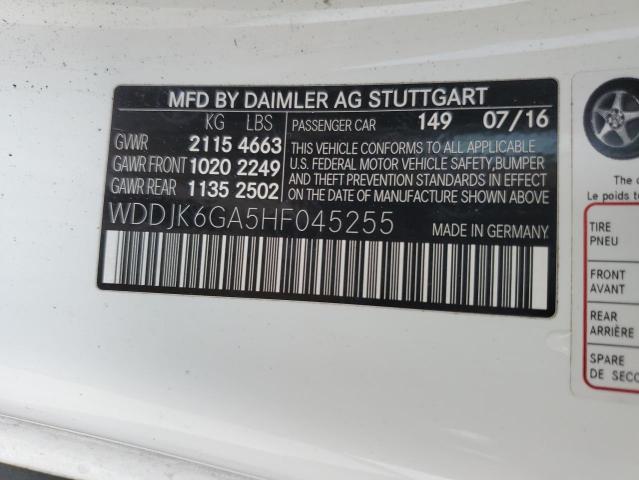 MFD BY DAIMLER AG STUTTGART
KG LBS
PASSENGER CAR 149 07/16
GVWR 2115 4663
GAWR FRONT 1020 2249
GAWR REAR 1135 2502
THIS VEHICLE CONFORMS TO ALL APPLICABLE
U.S. FEDERAL MOTOR VEHICLE SAFETY,BUMPER
AND THEFT PREVENTION STANDARDS IN EFFECT
ON THE DATE OF MANUFACTURE SHOWN ABOVE
WDDJK6GA5HF045255
MADE IN GERMANY
The c
Le poids to
TIRE
PNEU
FRONT
AVANT
REAR
ARRIÈRE
SPARE
DE SECO